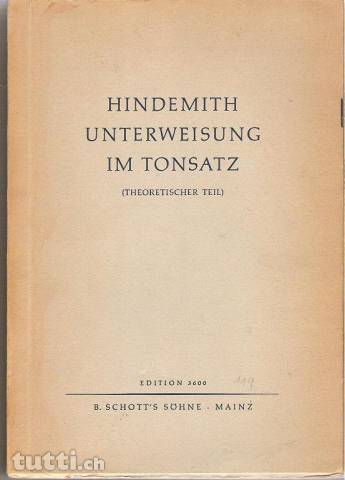 HINDEMITH
UNTERWEISUNG
IM TONSATZ
(THEORETISCHER TEIL)
EDITION 3600
B. SCHOTT'S SÖHNE · MAINZ
tutti.ch